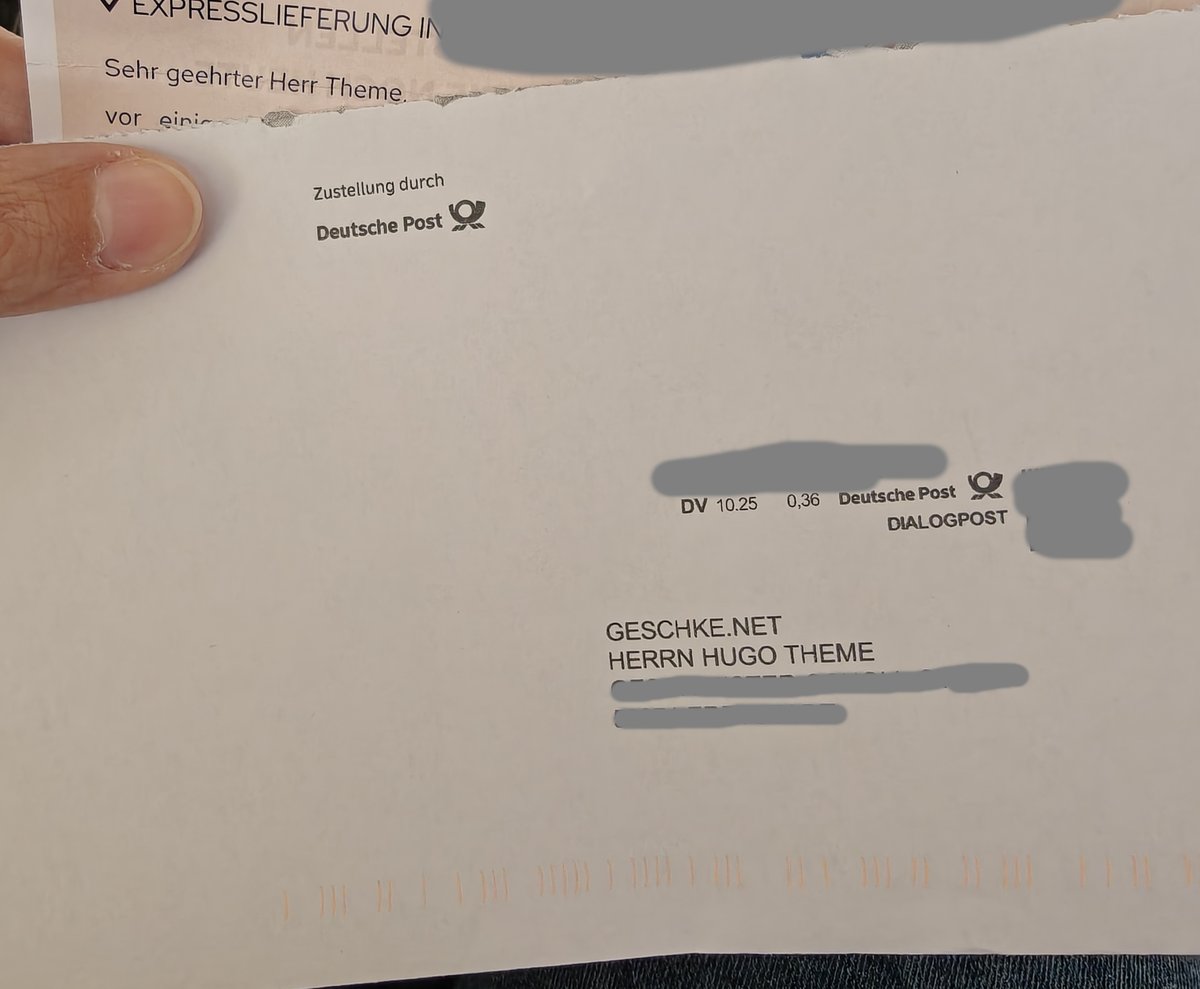 EXPRESSLIEFERUNG IN
Sehr geehrter Herr Theme,
vor
Zustellung durch
Deutsche Post
DV 10.25 0,36 Deutsche Post
DIALOGPOST
GESCHKE.NET
HERRN HUGO THEME